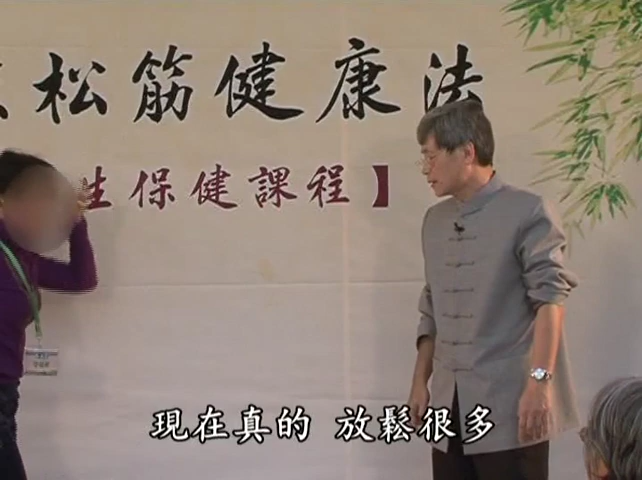 松筋健康法
生保健課程】
現在真的 放鬆很多